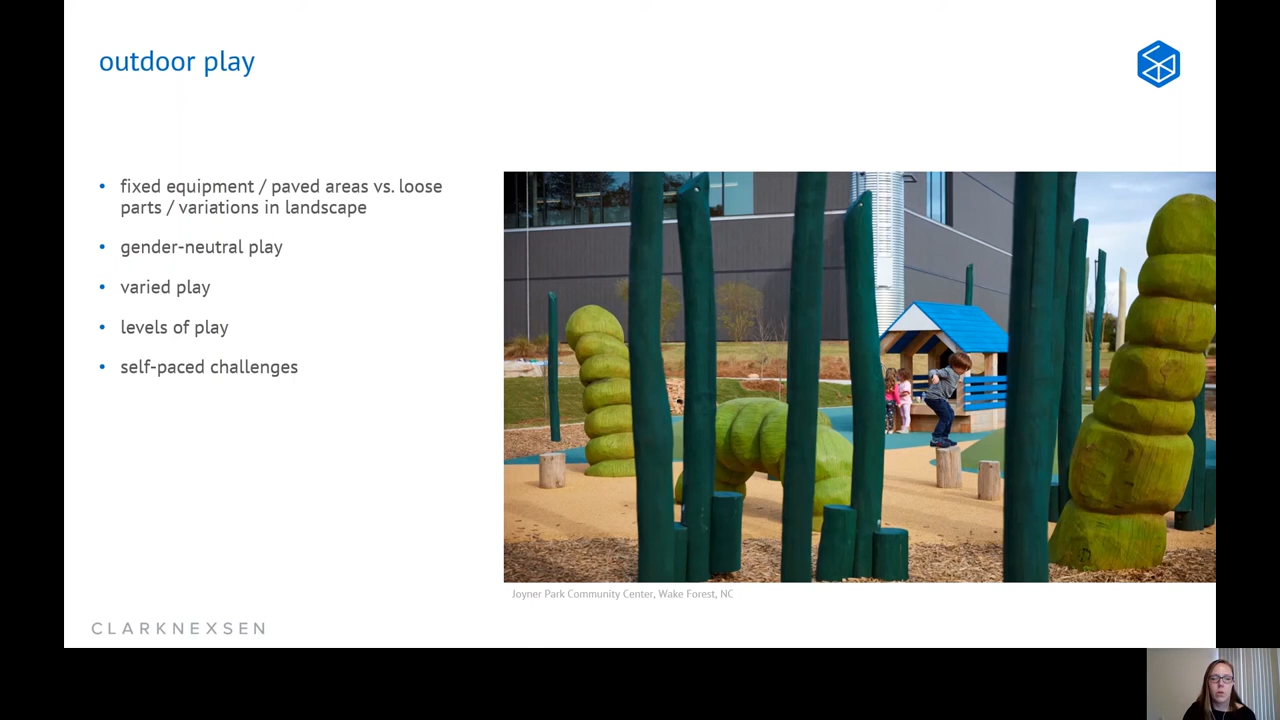 outdoor play
• fixed equipment / paved areas vs. loose
parts / variations in landscape
• gender-neutral play
• varied play
• levels of play
• self-paced challenges
Joyner Park Community Center, Wake Forest, NC
CLARKNEXSEN